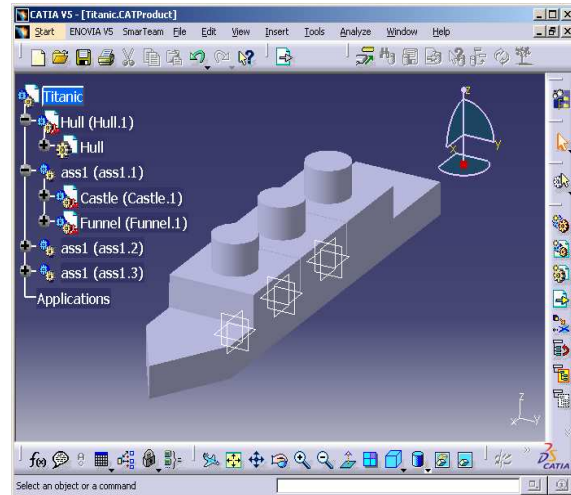 CATIA V5 - [Titanic.CATProduct]
Start ENOVIA V5 SmarTeam File Edit View Insert Tools Analyze Window Help
Titanic
Hull (Hull.1)
Hull
ass1 (ass1.1)
Castle (Castle.1)
Funnel (Funnel.1)
ass1 (ass1.2)
ass1 (ass1.3)
Applications
z
x
y
z
x
y
f(x)
CATIA
Select an object or a command